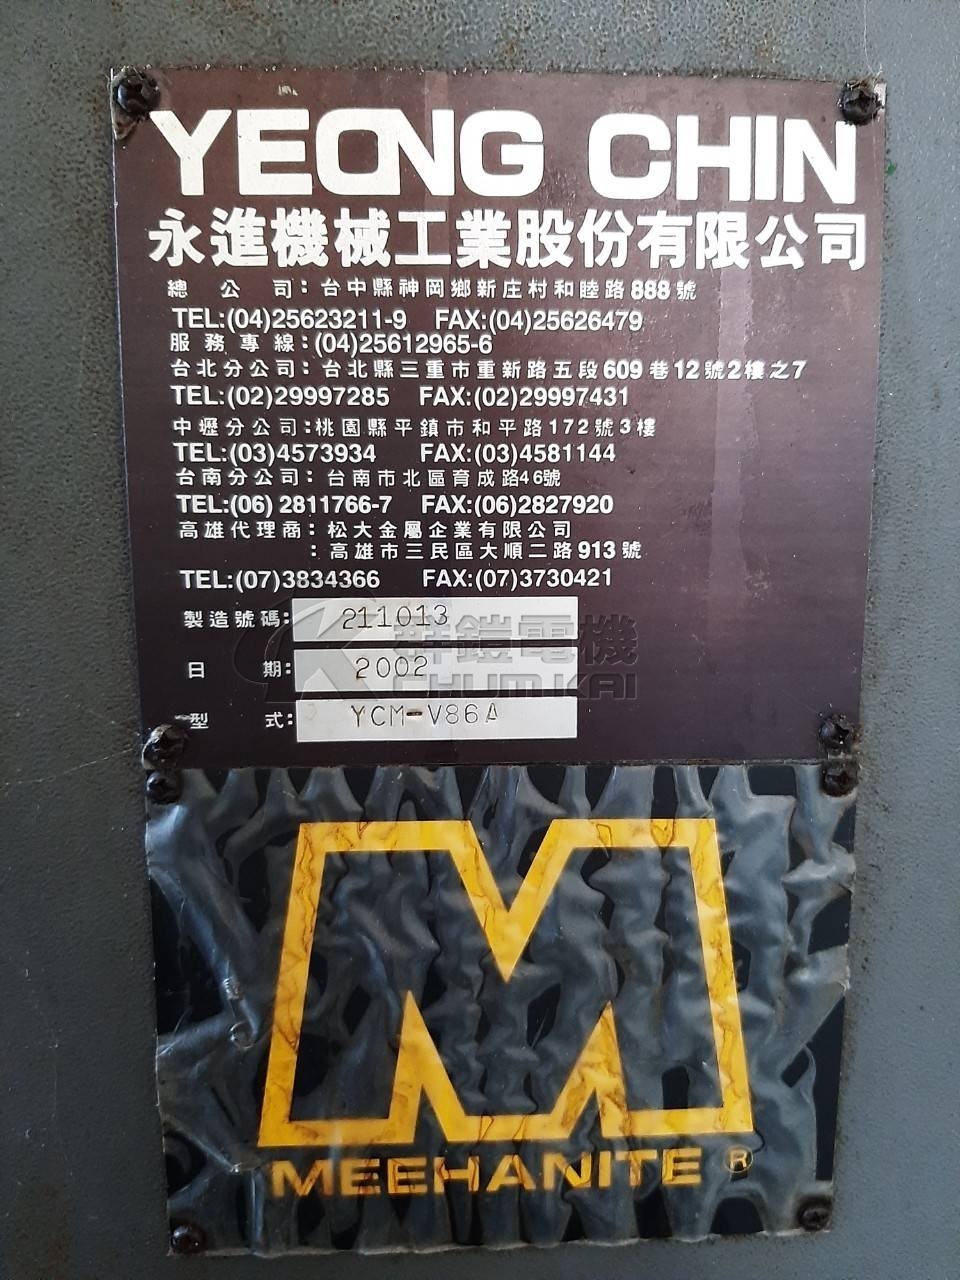 YEONG CHIN
永進機械工業股份有限公司
總公司：台中縣神岡鄉新庄村和睦路888號
TEL:(04)25623211-9 FAX:(04)25626479
服務專線：(04)25612965-6
台北分公司：台北縣三重市重新路五段609巷12號2樓之7
TEL:(02)29997285 FAX:(02)29997431
中壢分公司：桃園縣平鎮市和平路172號3樓
TEL:(03)4573934 FAX:(03)4581144
台南分公司：台南市北區育成路46號
TEL:(06)2811766-7 FAX:(06)2827920
高雄代理商：松大金屬企業有限公司
：高雄市三民區大順二路913號
TEL:(07)3834366 FAX:(07)3730421
製造號碼：211013
群鎧電機
日期：2002
CHUM KAI
型式：YCM-V86A
MEEHANITE®